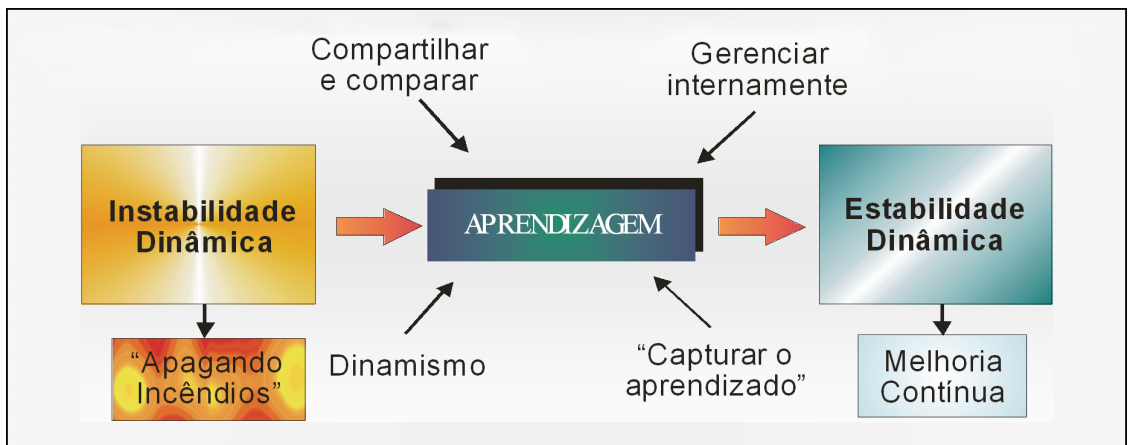 Compartilhar
e comparar
Gerenciar
internamente
Instabilidade
Dinâmica
APRENDIZAGEM
Estabilidade
Dinâmica
“Apagando
Incêndios”
Dinamismo
“Capturar o
aprendizado”
Melhoria
Contínua